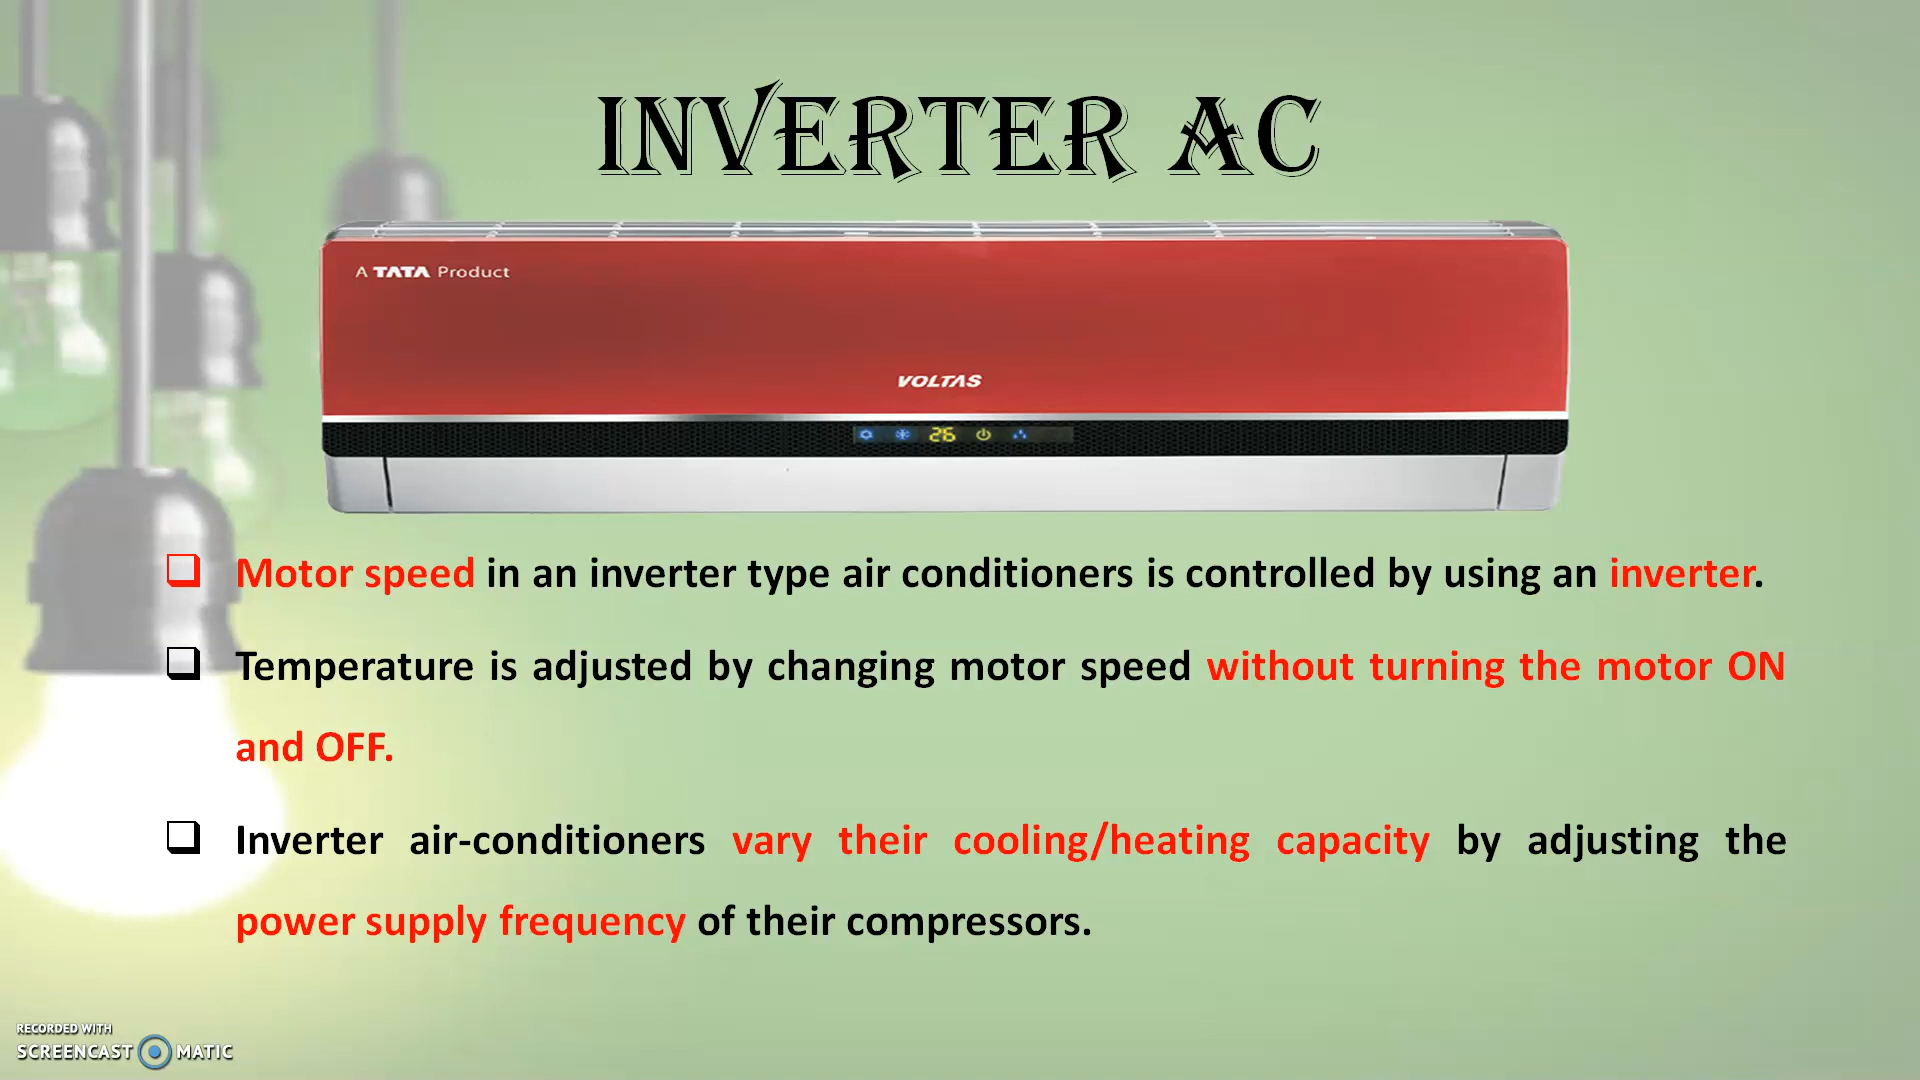 INVERTER AC
A TATA Product
VOLTAS
26
Motor speed in an inverter type air conditioners is controlled by using an inverter.
Temperature is adjusted by changing motor speed without turning the motor ON
and OFF.
Inverter air-conditioners vary their cooling/heating capacity by adjusting the
power supply frequency of their compressors.
RECORDED WITH
SCREENCAST MATIC